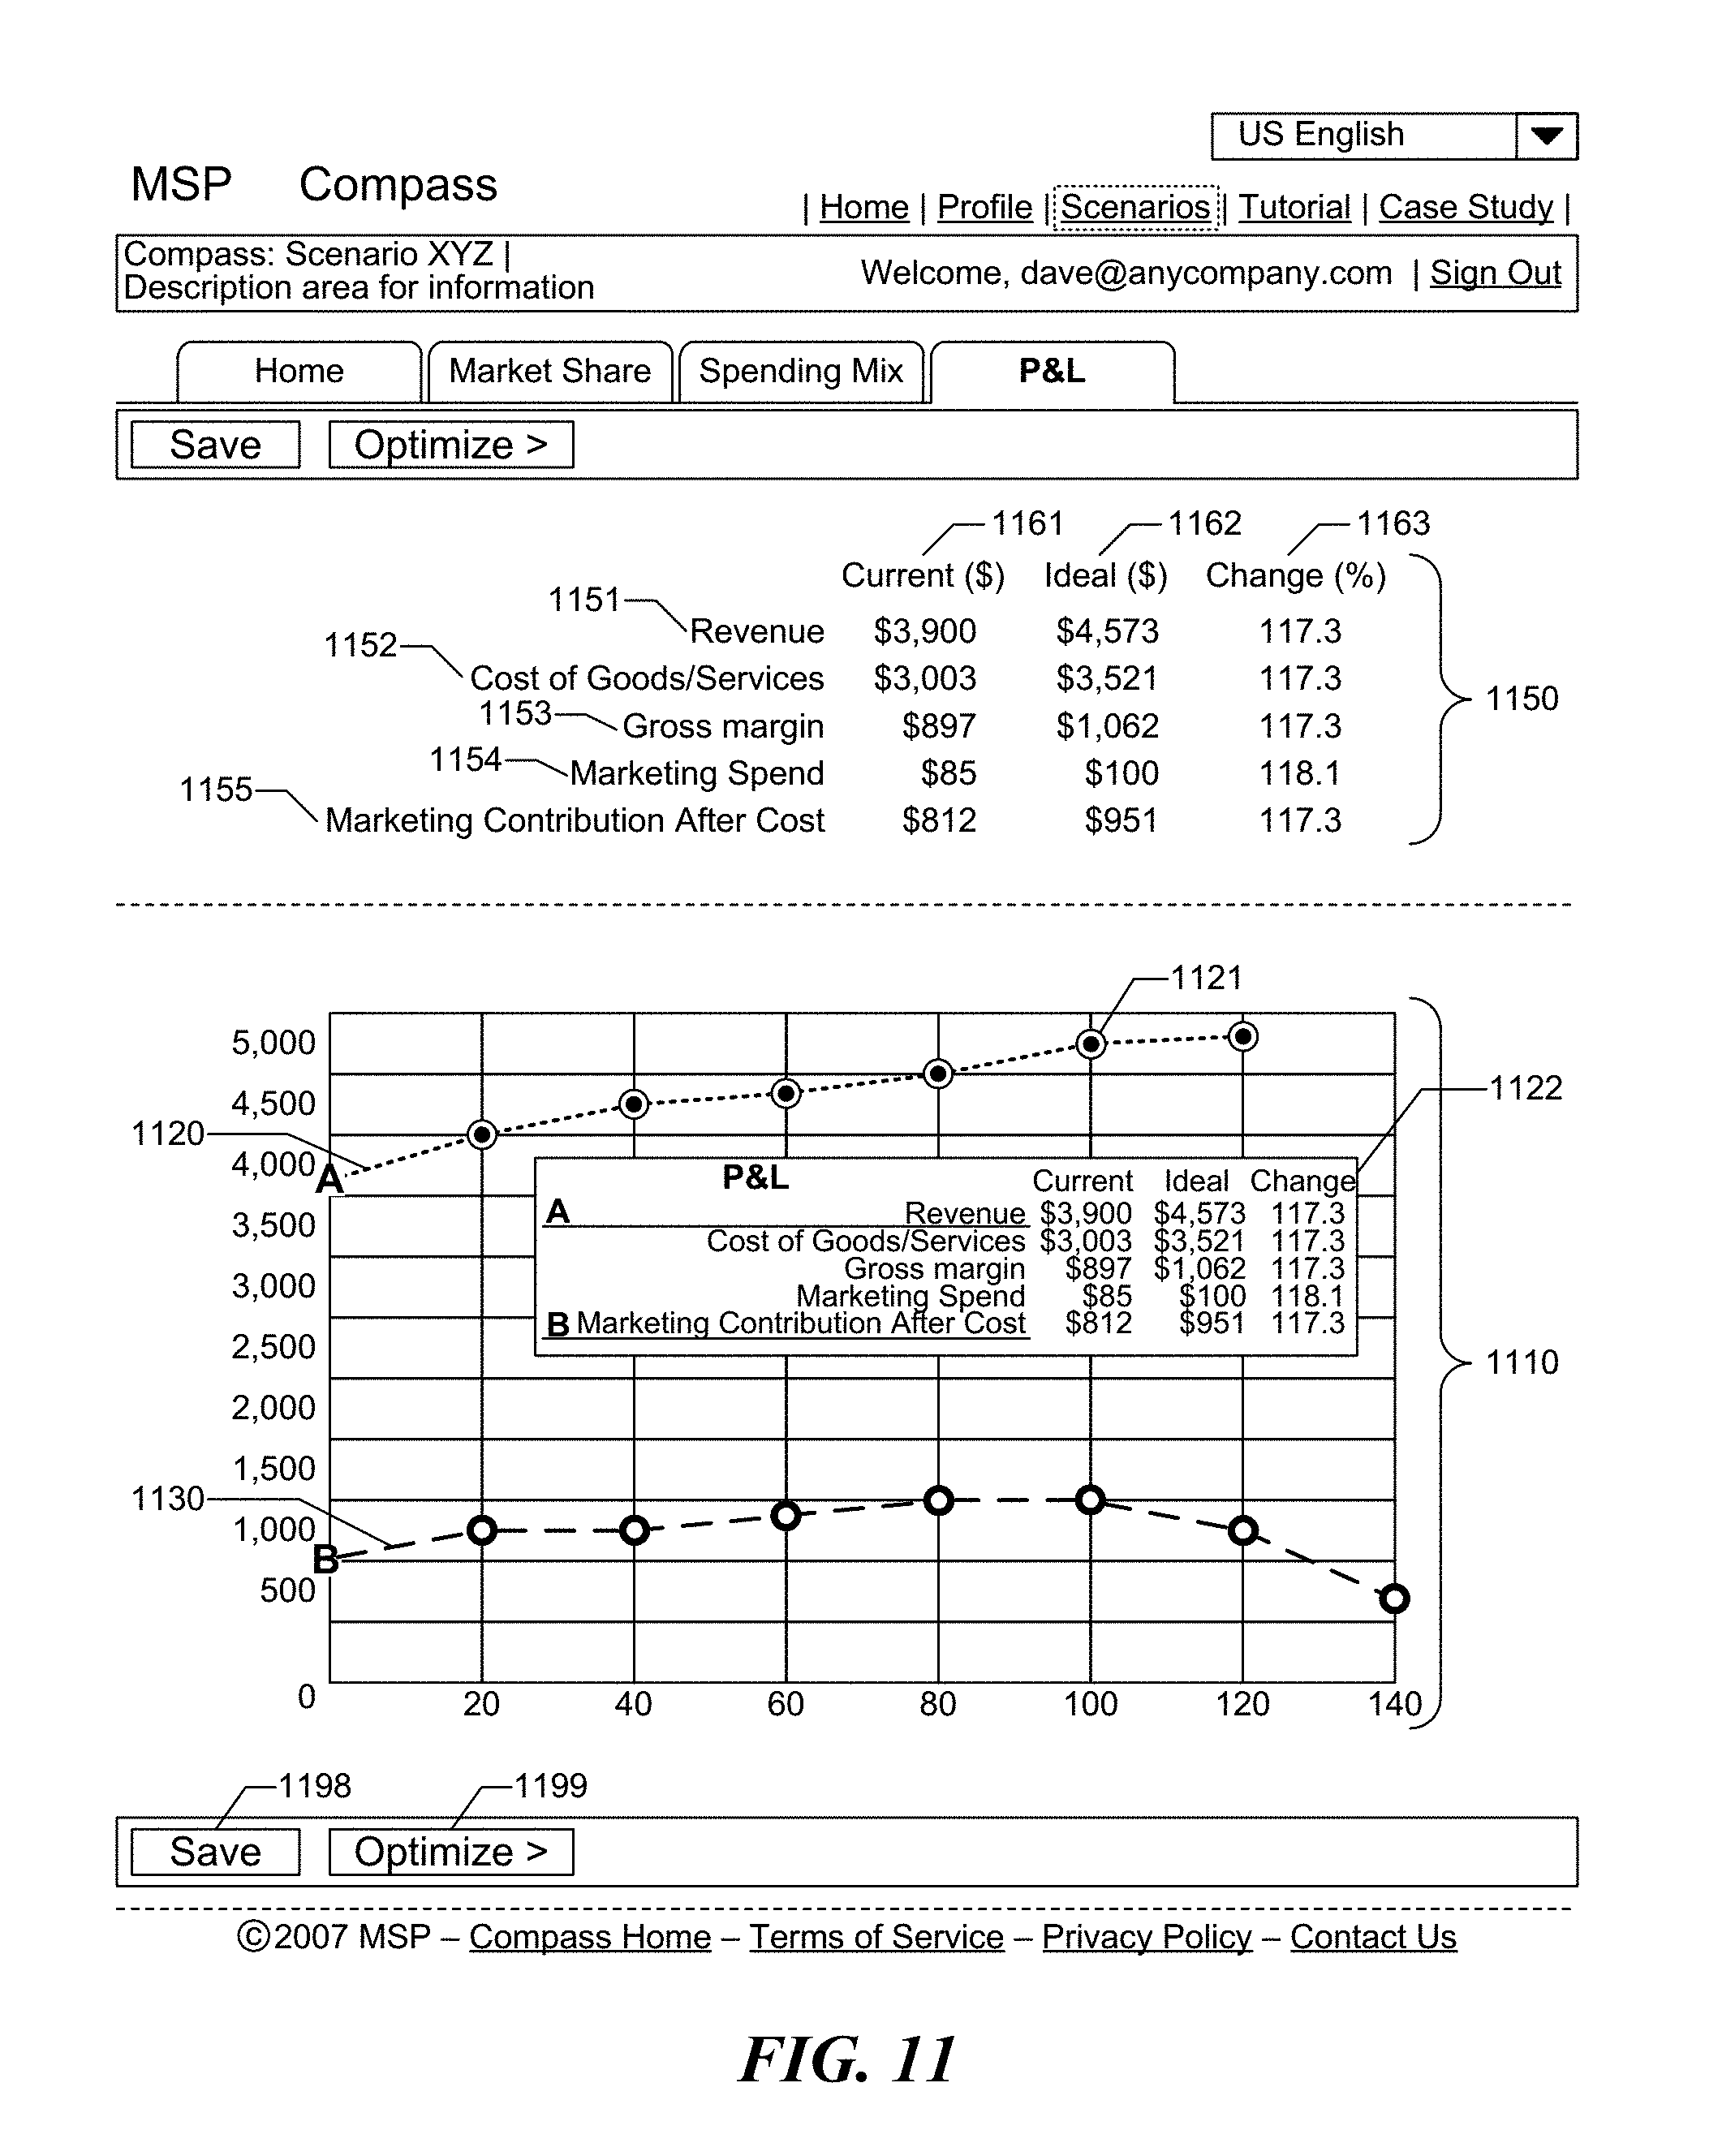 US English
MSP Compass
| Home | Profile | Scenarios | Tutorial | Case Study |
Compass: Scenario XYZ |
Description area for information
Welcome, dave@anycompany.com | Sign Out
Home Market Share Spending Mix P&L
Save Optimize >
1161 1162 1163
Current ($) Ideal ($) Change (%)
1151
Revenue $3,900 $4,573 117.3
1152
Cost of Goods/Services $3,003 $3,521 117.3
1150
1153
Gross margin $897 $1,062 117.3
1154
Marketing Spend $85 $100 118.1
1155
Marketing Contribution After Cost $812 $951 117.3
1121
5,000
1122
4,500
1120
4,000
A
3,500
3,000
2,500
2,000
1,500
1130
1,000
B
500
0
P&L Current Ideal Change
A Revenue $3,900 $4,573 117.3
Cost of Goods/Services $3,003 $3,521 117.3
Gross margin $897 $1,062 117.3
Marketing Spend $85 $100 118.1
B Marketing Contribution After Cost $812 $951 117.3
1110
20 40 60 80 100 120 140
1198 1199
Save Optimize >
©2007 MSP – Compass Home – Terms of Service – Privacy Policy – Contact Us
FIG. 11